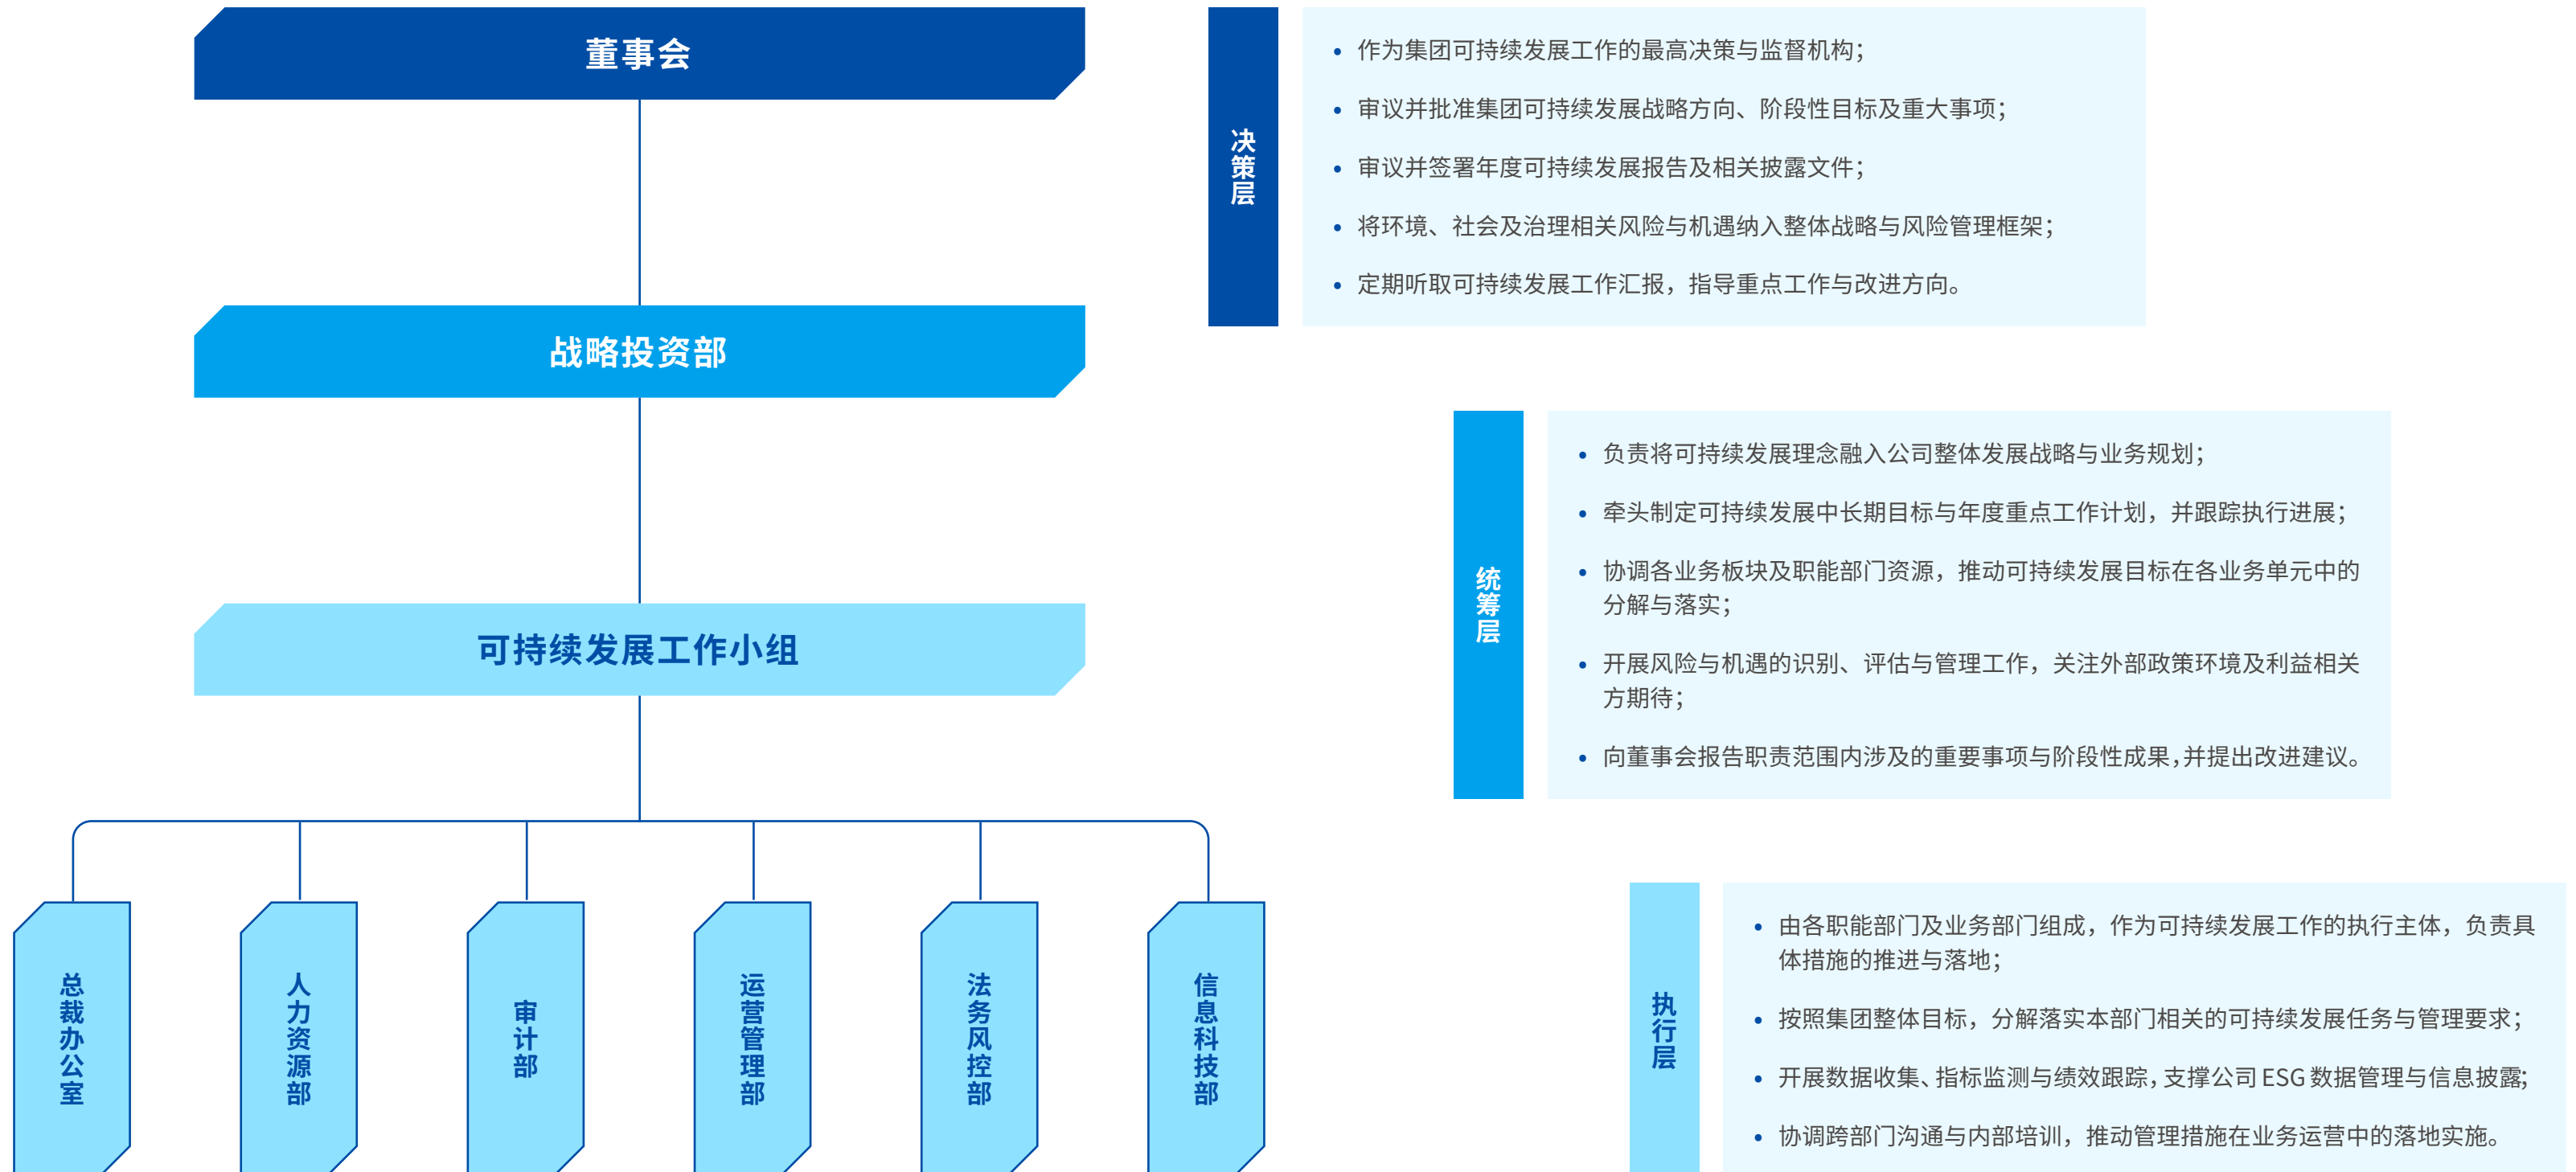 董事会
战略投资部
可持续发展工作小组
总裁办公室
人力资源部
审计部
运营管理部
法务风控部
信息科技部
决策层
• 作为集团可持续发展工作的最高决策与监督机构；
• 审议并批准集团可持续发展战略方向、阶段性目标及重大事项；
• 审议并签署年度可持续发展报告及相关披露文件；
• 将环境、社会及治理相关风险与机遇纳入整体战略与风险管理框架；
• 定期听取可持续发展工作汇报，指导重点工作与改进方向。
统筹层
• 负责将可持续发展理念融入公司整体发展战略与业务规划；
• 牵头制定可持续发展中长期目标与年度重点工作计划，并跟踪执行进展；
• 协调各业务板块及职能部门资源，推动可持续发展目标在各业务单元中的
分解与落实；
• 开展风险与机遇的识别、评估与管理工作，关注外部政策环境及利益相关
方期待；
• 向董事会报告职责范围内涉及的重要事项与阶段性成果，并提出改进建议。
执行层
• 由各职能部门及业务部门组成，作为可持续发展工作的执行主体，负责具
体措施的推进与落地；
• 按照集团整体目标，分解落实本部门相关的可持续发展任务与管理要求；
• 开展数据收集、指标监测与绩效跟踪，支撑公司 ESG 数据管理与信息披露；
• 协调跨部门沟通与内部培训，推动管理措施在业务运营中的落地实施。